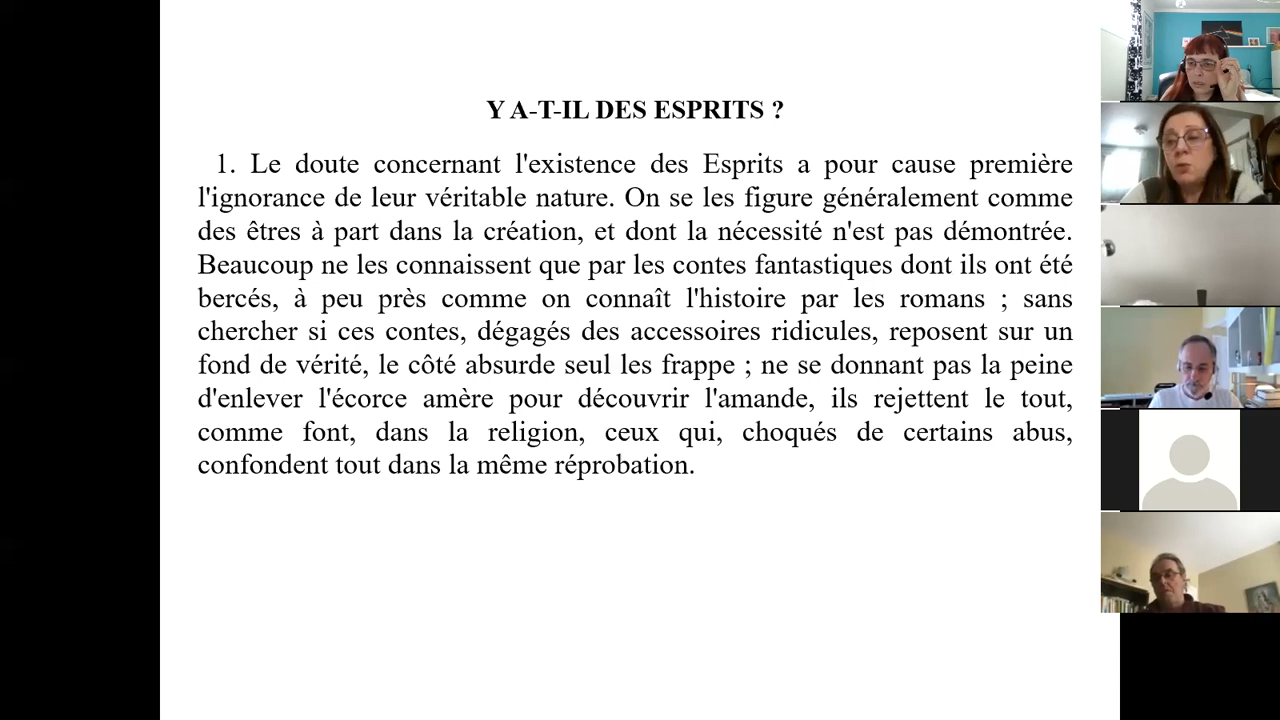 Y A-T-IL DES ESPRITS ?
1. Le doute concernant l'existence des Esprits a pour cause première
l'ignorance de leur véritable nature. On se les figure généralement comme
des êtres à part dans la création, et dont la nécessité n'est pas démontrée.
Beaucoup ne les connaissent que par les contes fantastiques dont ils ont été
bercés, à peu près comme on connaît l'histoire par les romans ; sans
chercher si ces contes, dégagés des accessoires ridicules, reposent sur un
fond de vérité, le côté absurde seul les frappe ; ne se donnant pas la peine
d'enlever l'écorce amère pour découvrir l'amande, ils rejettent le tout,
comme font, dans la religion, ceux qui, choqués de certains abus,
confondent tout dans la même réprobation.